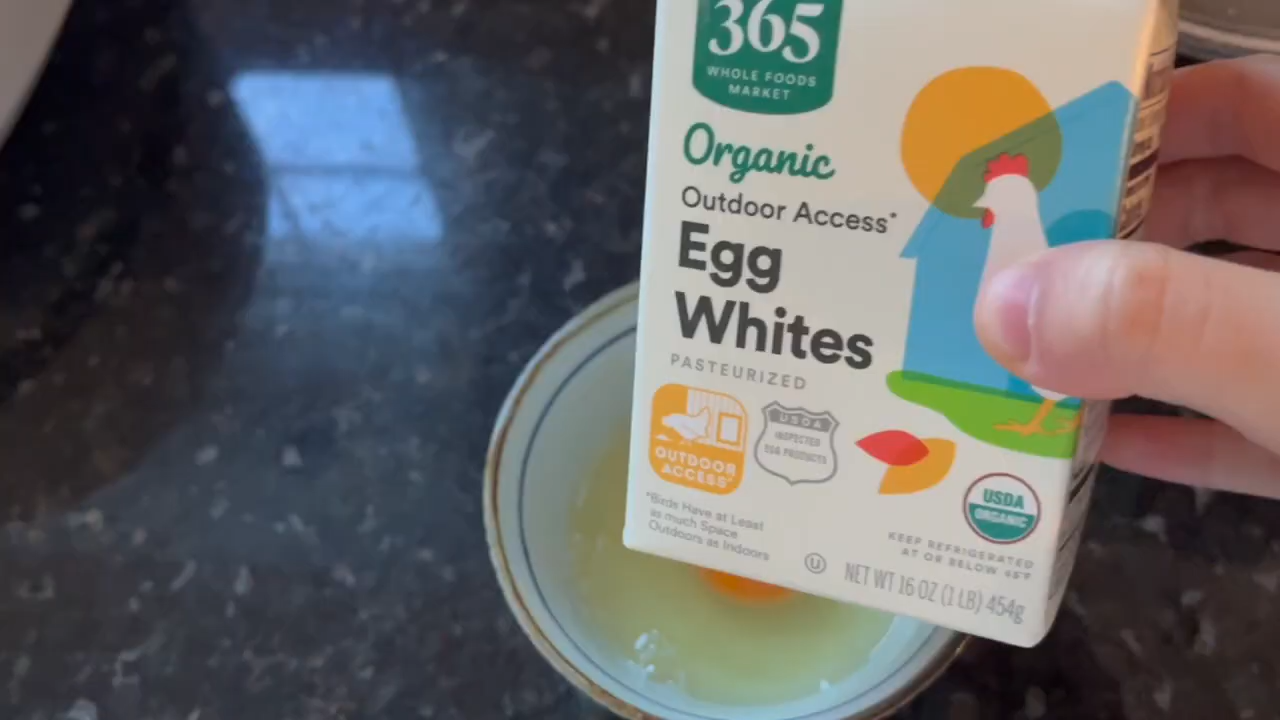 365
WHOLE FOODS
MARKET
Organic
Outdoor Access*
Egg
Whites
PASTEURIZED
OUTDOOR
ACCESS*
USDA
INSPECTED
EGG PRODUCTS
*Birds Have at Least
as much Space
Outdoors as Indoors
U
USDA
ORGANIC
KEEP REFRIGERATED
AT OR BELOW 45°F
NET WT 16 OZ (1 LB) 454g